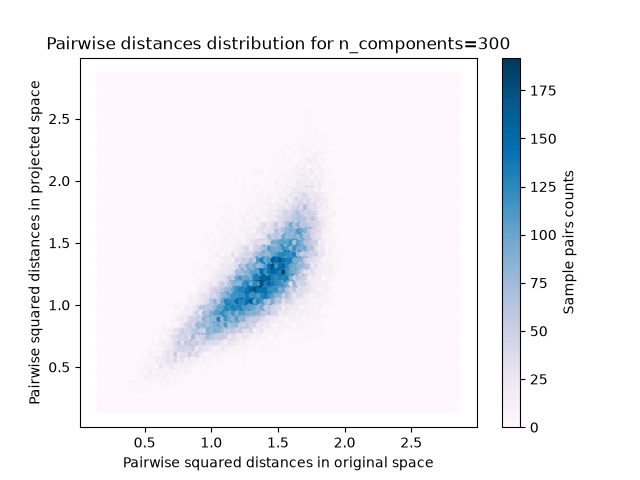 Pairwise distances distribution for n_components=300
Pairwise squared distances in projected space
2.5
2.0
1.5
1.0
0.5
0.5 1.0 1.5 2.0 2.5
Pairwise squared distances in original space
175
150
125
100
75
50
25
0
Sample pairs counts